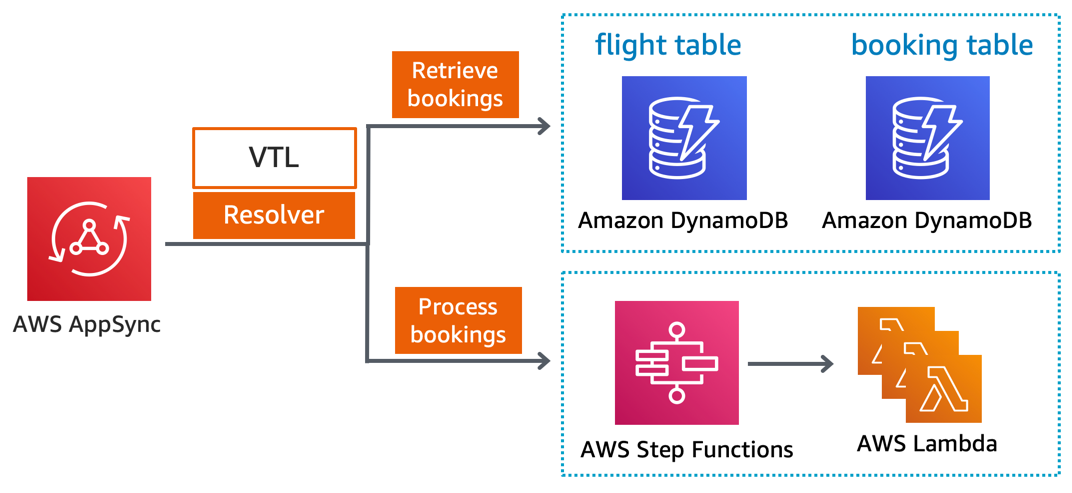 flight table
booking table
Retrieve
bookings
VTL
Resolver
Amazon DynamoDB
Amazon DynamoDB
AWS AppSync
Process
bookings
AWS Step Functions
AWS Lambda